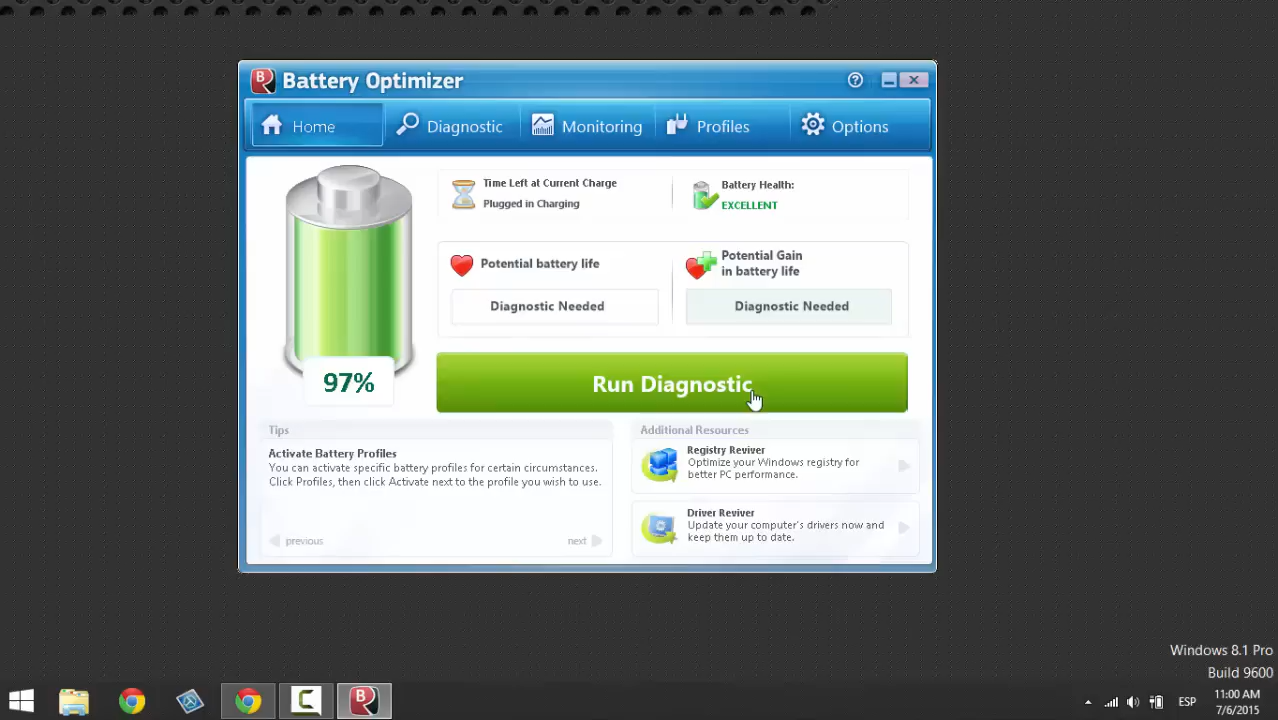 Battery Optimizer
Home
Diagnostic
Monitoring
Profiles
Options
Time Left at Current Charge
Plugged in Charging
Battery Health:
EXCELLENT
Potential battery life
Diagnostic Needed
Potential Gain
in battery life
Diagnostic Needed
97%
Run Diagnostic
Tips
Activate Battery Profiles
You can activate specific battery profiles for certain circumstances.
Click Profiles, then click Activate next to the profile you wish to use.
previous
next
Additional Resources
Registry Reviver
Optimize your Windows registry for
better PC performance.
Driver Reviver
Update your computer's drivers now and
keep them up to date.
Windows 8.1 Pro
Build 9600
ESP
11:00 AM
7/6/2015